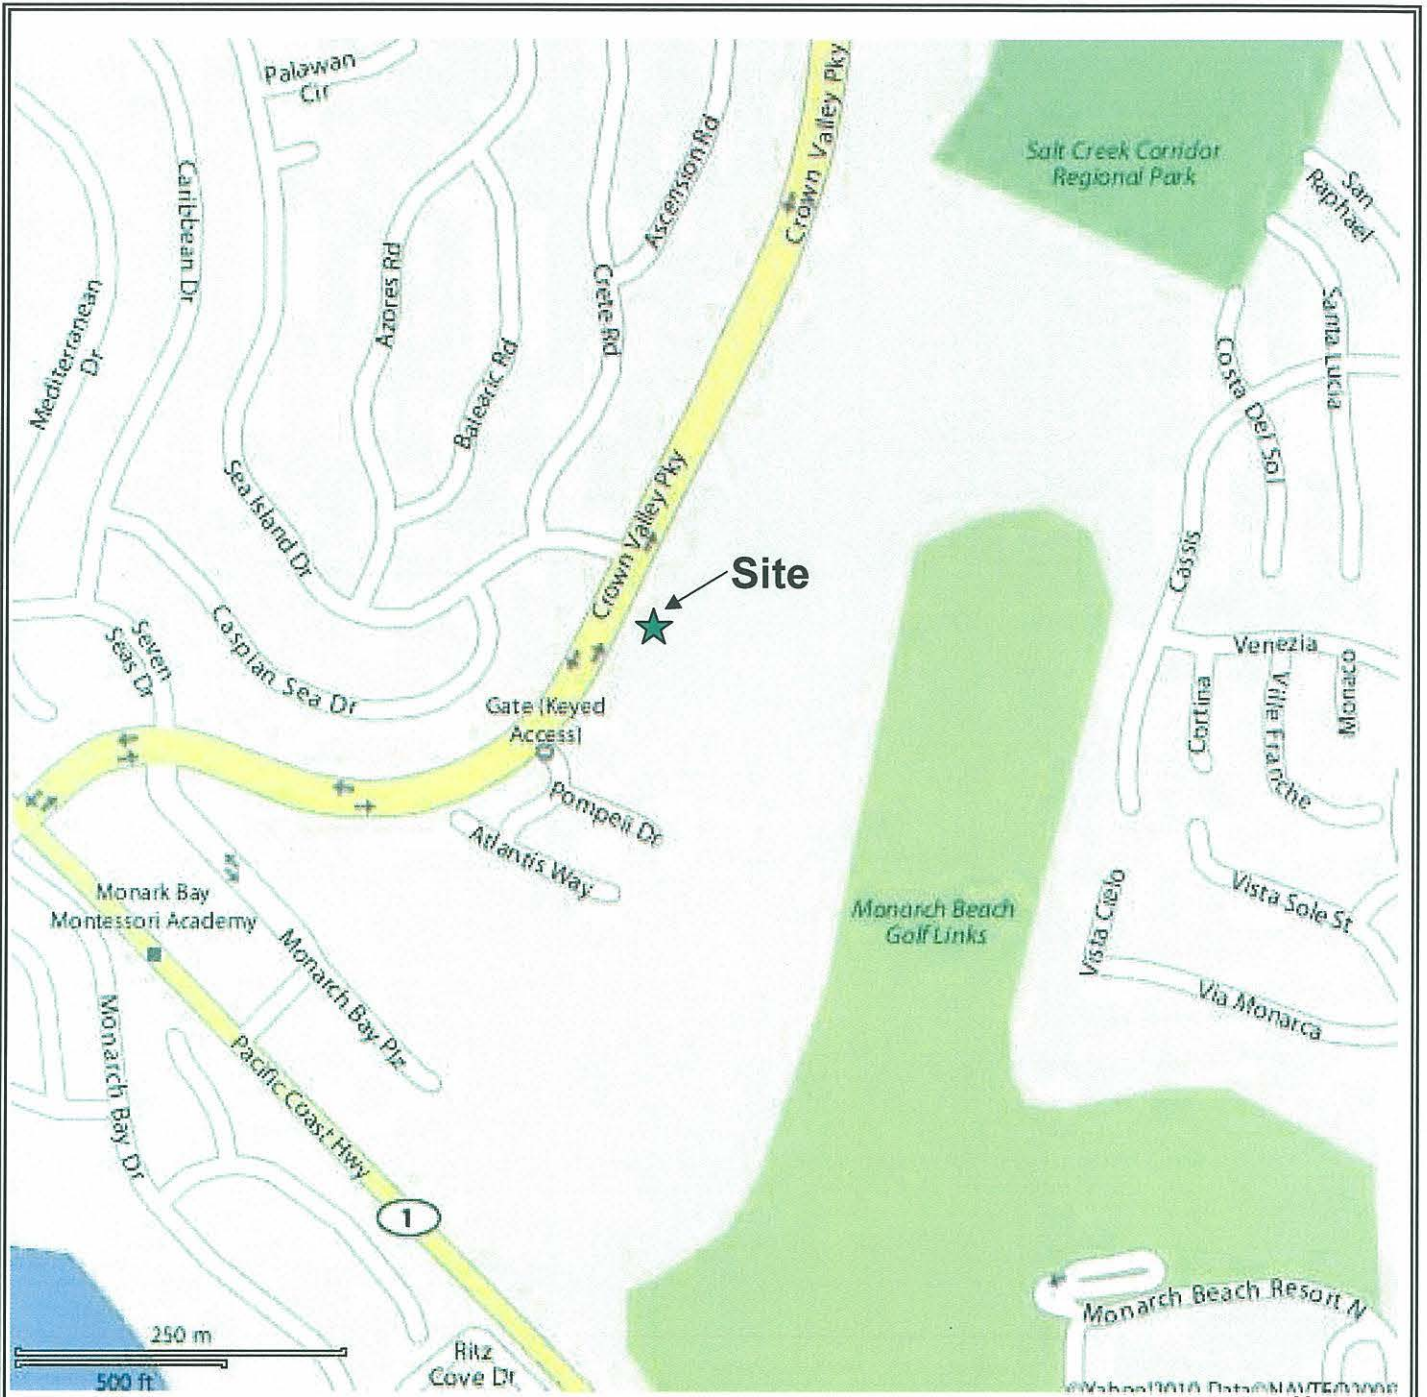 Palawan
Cir
Crown Valley Pky
Salt Creek Corridor
Regional Park
San
Raphael
Caribbean Dr
Ascension Rd
Azores Rd
Crete Rd
Mediterranean
Dr
Balearic Rd
Santa Lucia
Costa Del Sol
Sea Island Dr
Crown Valley Pky
Cassis
Site
Seven
Seas Dr
Caspian Sea Dr
Venezia
Monaco
Cortina
Ville Franche
Gate (Keyed
Access)
Pompeii Dr
Atlantis Way
Monark Bay
Montessori Academy
Monarch Beach
Golf Links
Vista Cielo
Vista Sole St
Via Monarca
Monarch Bay Plz
Monarch Bay Dr
Pacific Coast Hwy
1
Monarch Beach Resort N
250 m
500 ft
Ritz
Cove Dr